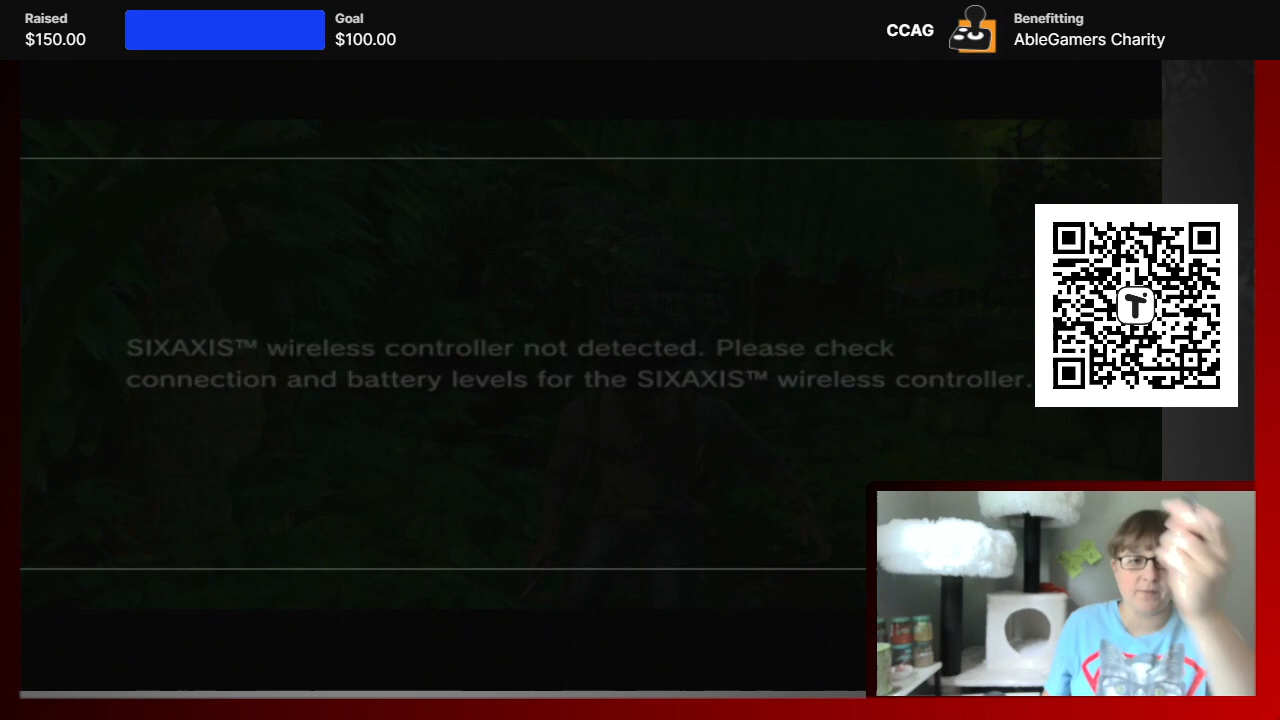 Raised
$150.00
Goal
$100.00
CCAG
Benefitting
AbleGamers Charity
SIXAXIS™ wireless controller not detected. Please check
connection and battery levels for the SIXAXIS™ wireless controller.
T